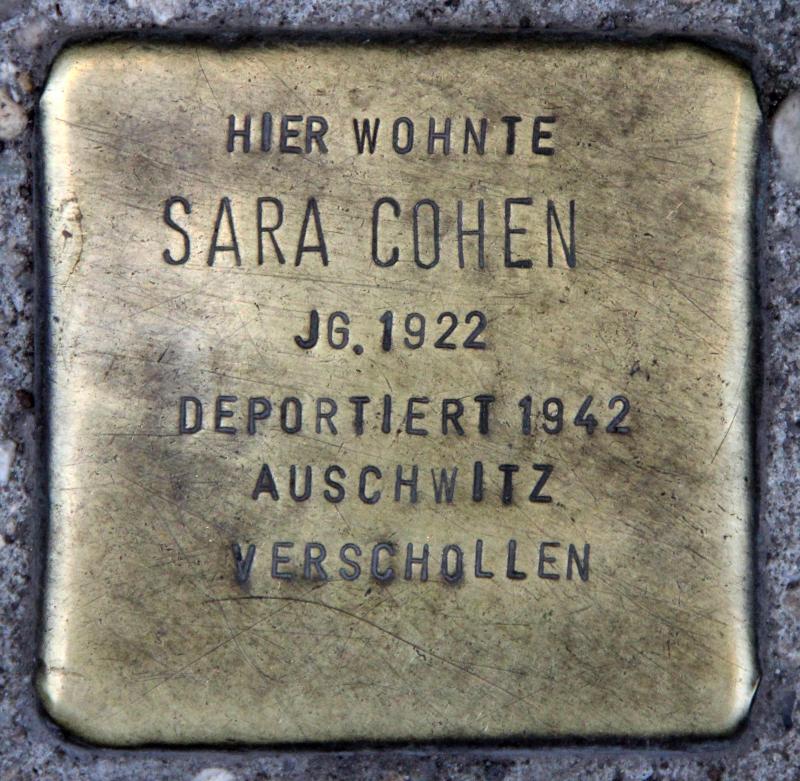 HIER WOHNTE
SARA COHEN
JG. 1922
DEPORTIERT 1942
AUSCHWITZ
VERSCHOLLEN